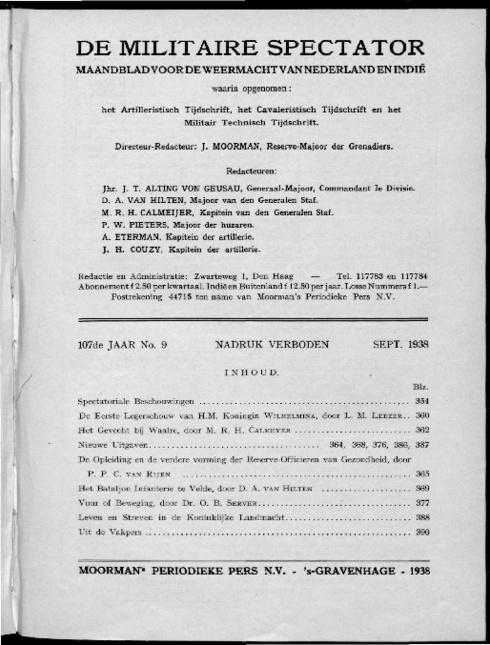 DE MILITAIRE SPECTATOR
MAANDBLAD VOOR DE WEERMACHT VAN NEDERLAND EN INDIË
waarin opgenomen:
het Artilleristisch Tijdschrift, het Cavaleristisch Tijdschrift en het
Militair Technisch Tijdschrift.
Directeur-Redacteur: J. MOORMAN, Reserve-Majoor der Grenadiers.
Redacteuren:
Jhr. J. T. ALTING VON GEUSAU, Generaal-Majoor, Commandant 1e Divisie.
D. A. VAN HILTEN, Majoor van den Generalen Staf.
M. R. H. CALMEIJER, Kapitein van den Generalen Staf.
P. W. PIETERS, Majoor der huzaren.
A. ETERMAN, Kapitein der artillerie.
J. H. COUZY, Kapitein der artillerie.
Redactie en Administratie: Zwarteweg 1, Den Haag — Tel. 117783 en 117784
Abonnement f 2.50 per kwartaal. Indië en Buitenland f 12.50 per jaar. Losse Nummers f 1.—
Postrekening 44715 ten name van Moorman's Periodieke Pers N.V.
107de JAAR No. 9 NADRUK VERBODEN SEPT. 1938
INHOUD.
Blz.
Spectatoriale Beschouwingen .......... 354
De Eerste Legerschouw van H.M. Koningin WILHELMINA, door L. M. LEEZER.. 360
Het Gevecht bij Waalre, door M. R. H. CALMEYER .......... 362
Nieuwe Uitgaven.......... 364, 368, 376, 386, 387
De Opleiding en de verdere vorming der Reserve-Officieren van Gezondheid, door
P. P. C. VAN RIJEN .......... 365
Het Bataljon Infanterie te Velde, door D. A. VAN HILTEN .......... 369
Vuur of Beweging, door Dr. O. B. SERVER.......... 377
Leven en Streven in de Koninklijke Landmacht.......... 388
Uit de Vakpers .......... 390
MOORMAN'S PERIODIEKE PERS N.V. - 's-GRAVENHAGE - 1938